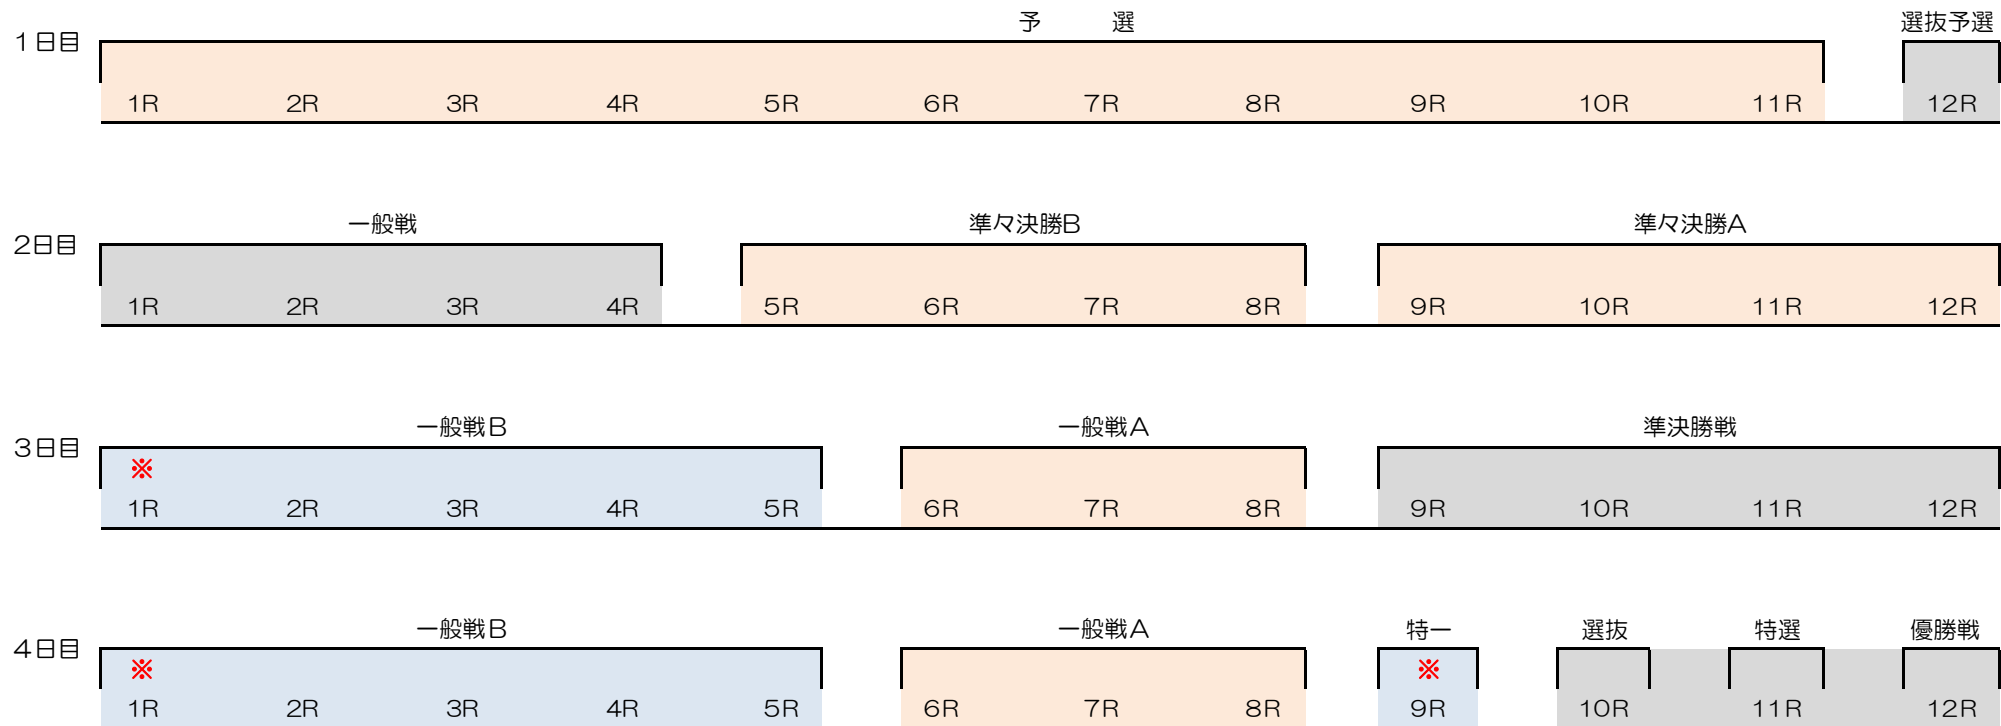 予 選 選抜予選
1日目
1R 2R 3R 4R 5R 6R 7R 8R 9R 10R 11R 12R
一般戦 準々決勝B 準々決勝A
2日目
1R 2R 3R 4R 5R 6R 7R 8R 9R 10R 11R 12R
一般戦B 一般戦A 準決勝戦
3日目
※
1R 2R 3R 4R 5R 6R 7R 8R 9R 10R 11R 12R
一般戦B 一般戦A 特一 選抜 特選 優勝戦
4日目
※ ※
1R 2R 3R 4R 5R 6R 7R 8R 9R 10R 11R 12R